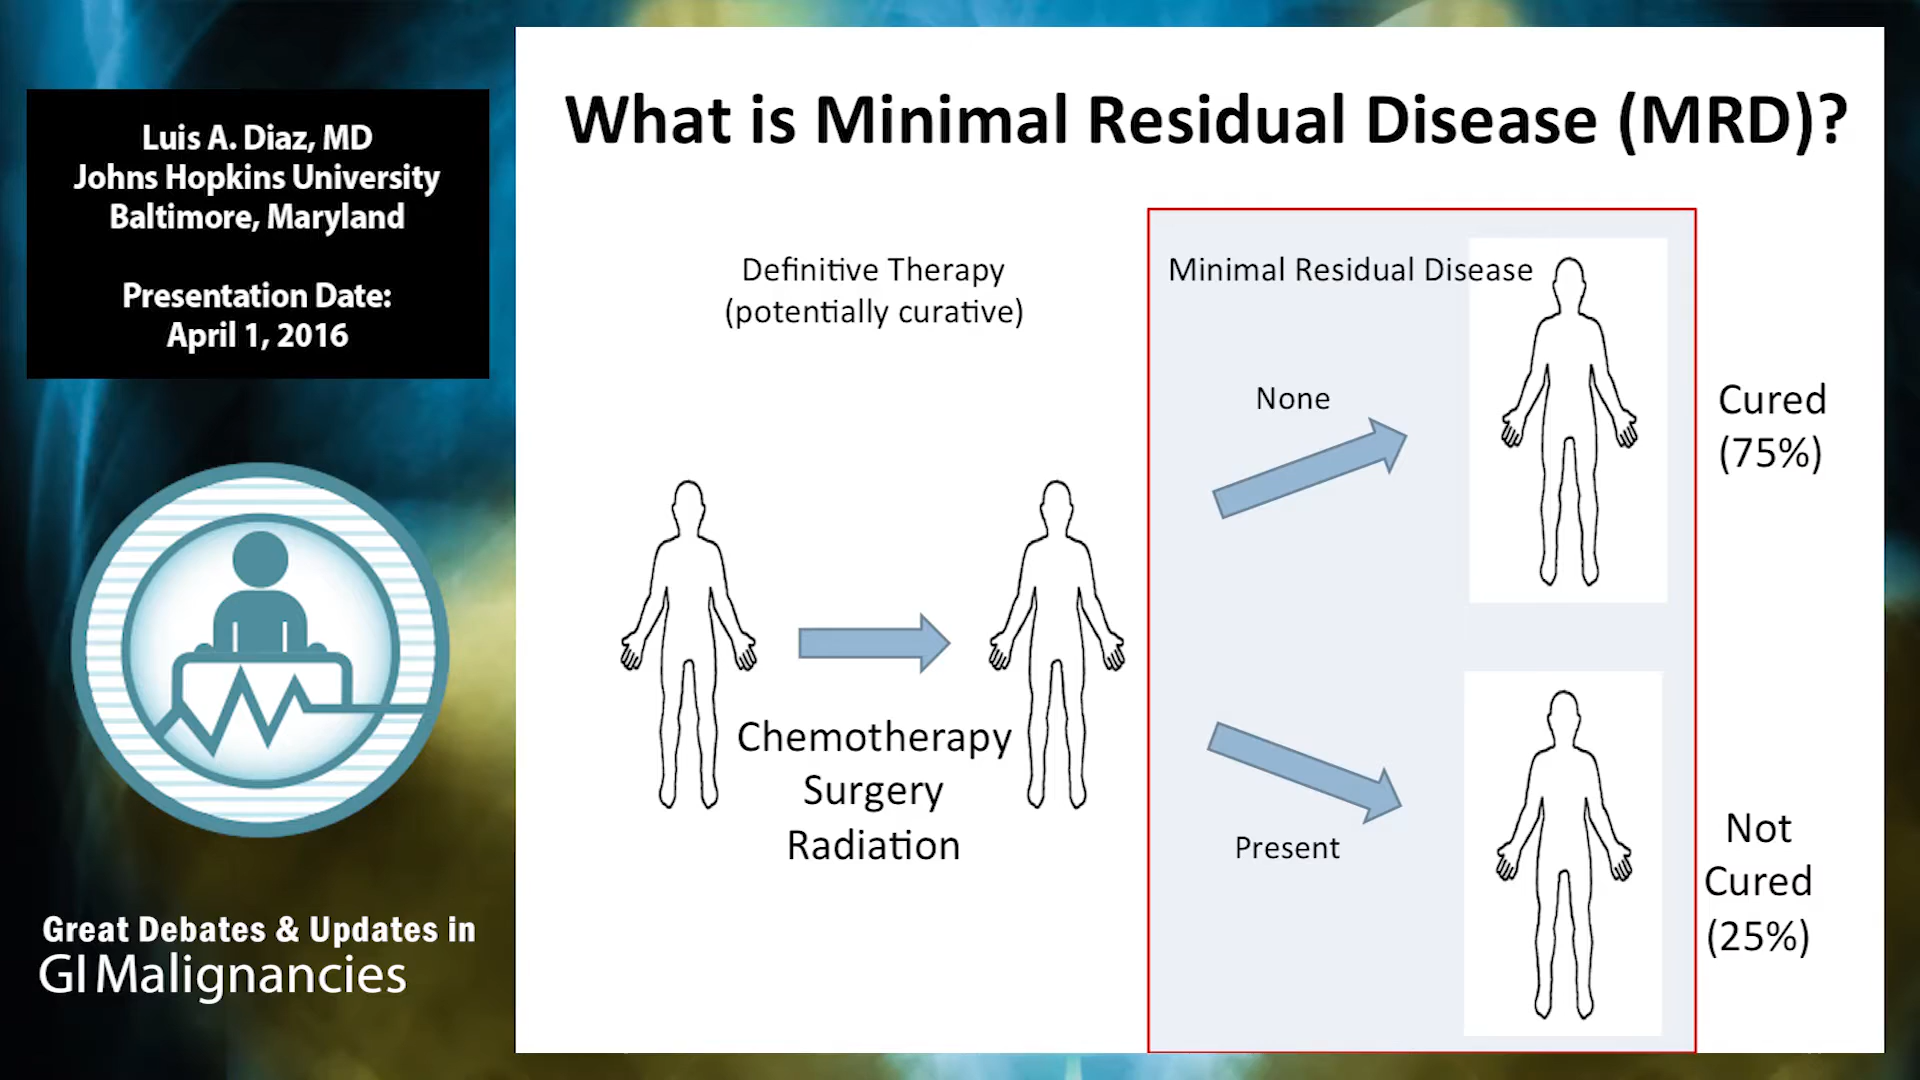 Luis A. Diaz, MD
Johns Hopkins University
Baltimore, Maryland
Presentation Date:
April 1, 2016
Great Debates & Updates in
GI Malignancies
What is Minimal Residual Disease (MRD)?
Definitive Therapy
(potentially curative)
Chemotherapy
Surgery
Radiation
Minimal Residual Disease
None
Cured
(75%)
Present
Not
Cured
(25%)